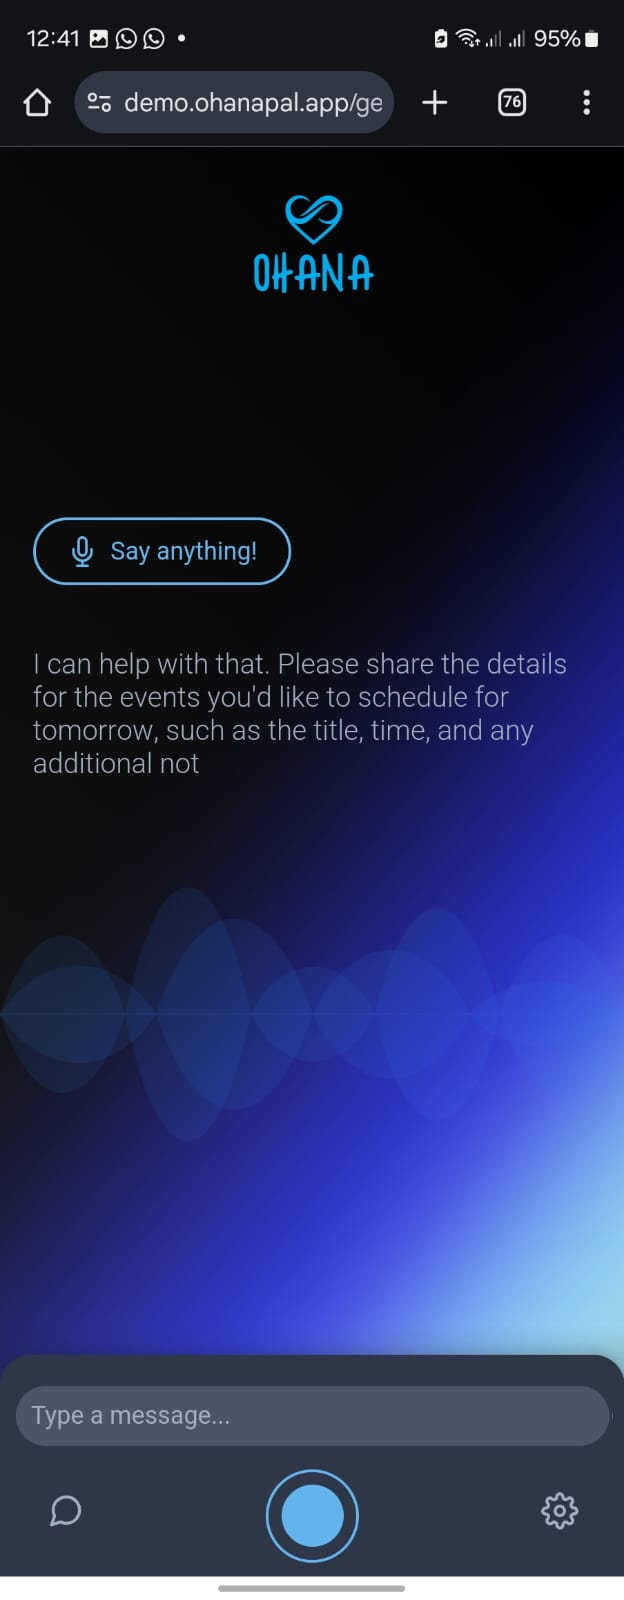 12:41
95%
demo.ohanapal.app/ge
76
OHANA
Say anything!
I can help with that. Please share the details
for the events you'd like to schedule for
tomorrow, such as the title, time, and any
additional not
Type a message...